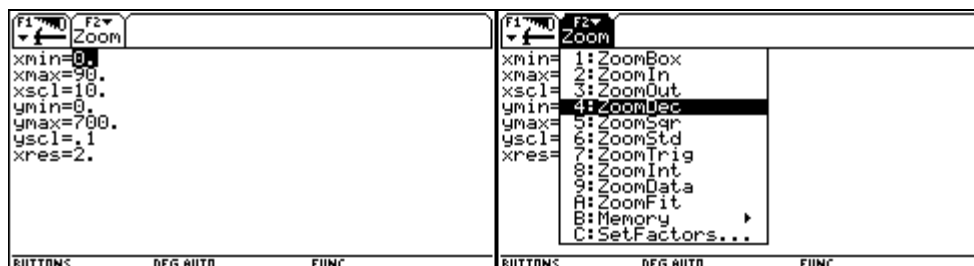 F1 F2
Zoom
xmin=0.
xmax=90.
xscl=10.
ymin=0.
ymax=700.
yscl=.1
xres=2.
BUTTONS DEG AUTO FUNC
F1 F2
Zoom
xmin=
xmax=
xscl=
ymin=
ymax=
yscl=
xres=
1:ZoomBox
2:ZoomIn
3:ZoomOut
4:ZoomDec
5:ZoomSqr
6:ZoomStd
7:ZoomTrig
8:ZoomInt
9:ZoomData
A:ZoomFit
B:Memory
C:SetFactors...
BUTTONS DEG AUTO FUNC